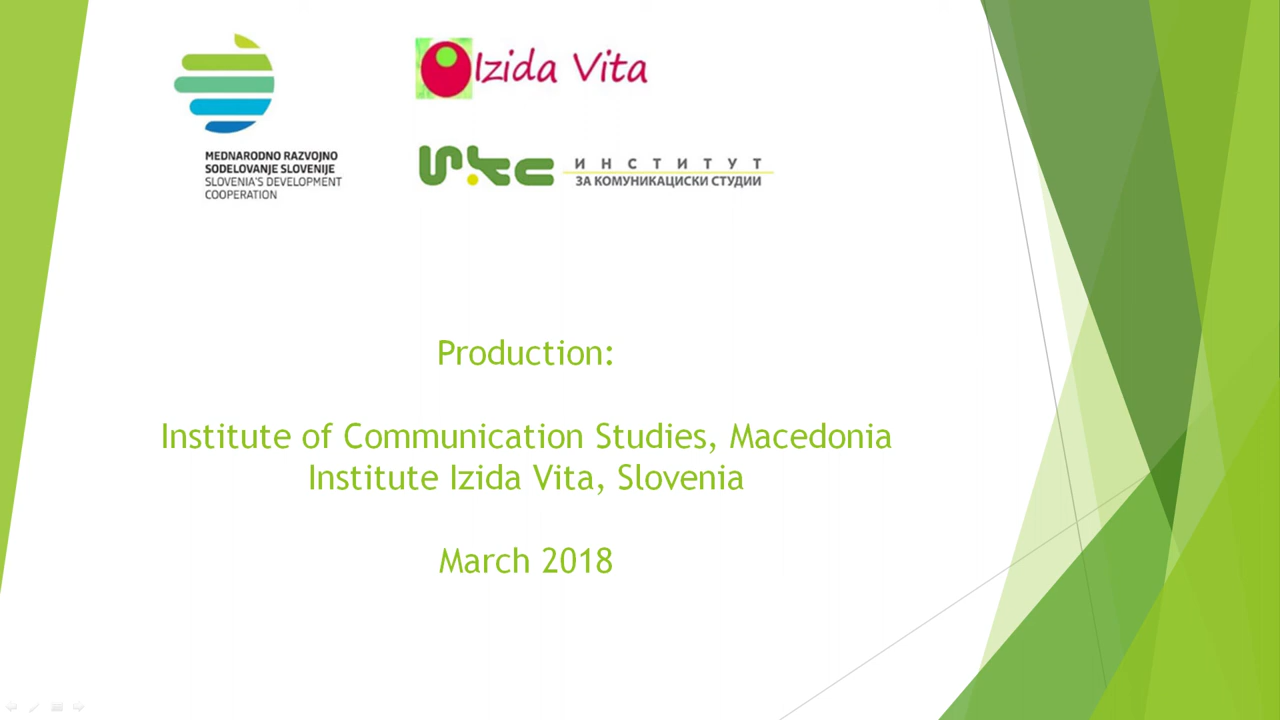 Izida Vita
MEDNARODNO RAZVOJNO
SODELOVANJE SLOVENIJE
SLOVENIA'S DEVELOPMENT
COOPERATION
ИНСТИТУТ
ЗА КОМУНИКАЦИСКИ СТУДИИ
Production:
Institute of Communication Studies, Macedonia
Institute Izida Vita, Slovenia
March 2018